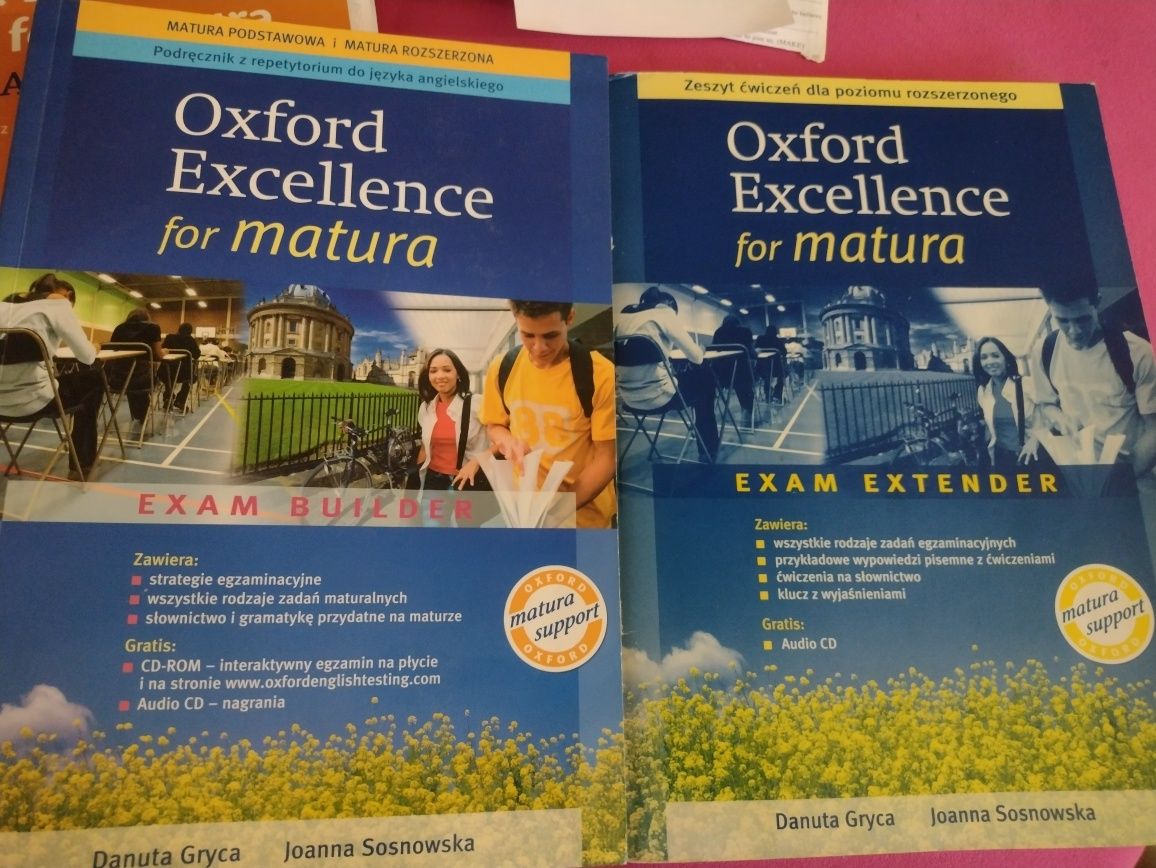 MATURA PODSTAWOWA i MATURA ROZSZERZONA
Podręcznik z repetytorium do języka angielskiego
Oxford
Excellence
for matura
EXAM BUILDER
Zawiera:
strategie egzaminacyjne
wszystkie rodzaje zadań maturalnych
słownictwo i gramatykę przydatne na maturze
Gratis:
CD-ROM – interaktywny egzamin na płycie
i na stronie www.oxfordenglishtesting.com
Audio CD – nagrania
OXFORD
matura
support
OXFORD
Danuta Gryca Joanna Sosnowska
Zeszyt ćwiczeń dla poziomu rozszerzonego
Oxford
Excellence
for matura
EXAM EXTENDER
Zawiera:
wszystkie rodzaje zadań egzaminacyjnych
przykładowe wypowiedzi pisemne z ćwiczeniami
ćwiczenia na słownictwo
klucz z wyjaśnieniami
Gratis:
Audio CD
OXFORD
matura
support
OXFORD
Danuta Gryca Joanna Sosnowska